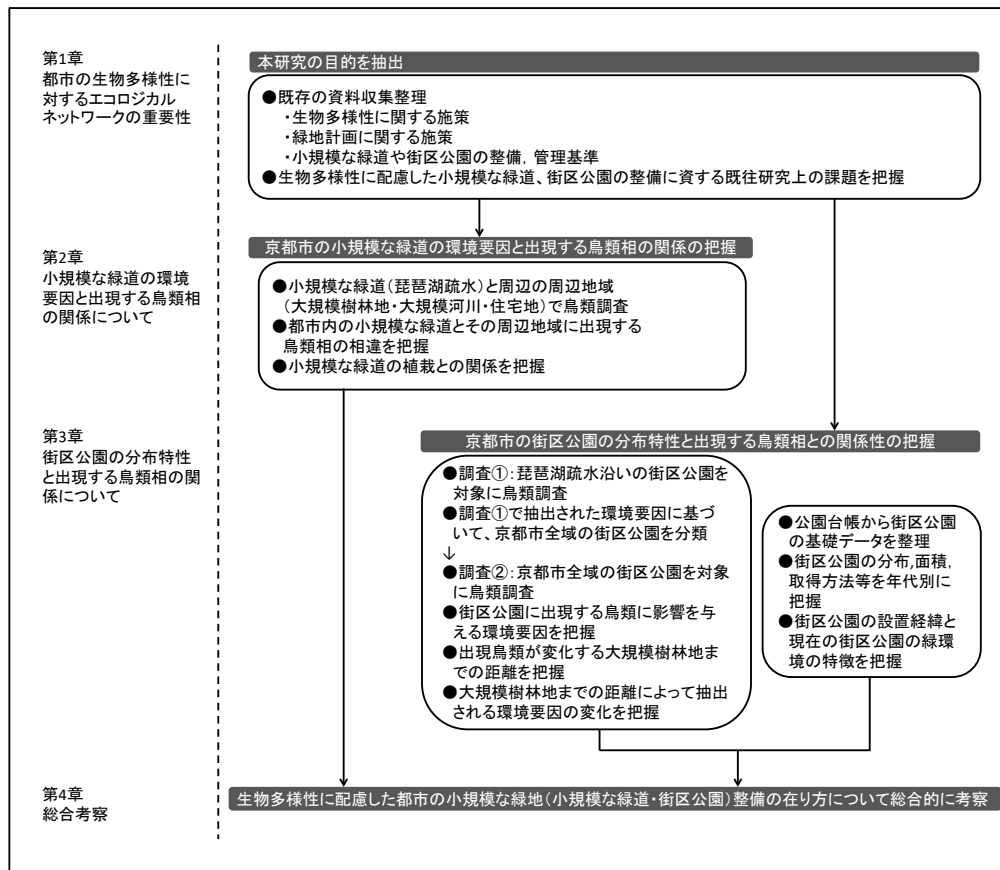 第1章
都市の生物多様性に
対するエコロジカル
ネットワークの重要性
本研究の目的を抽出
●既存の資料収集整理
・生物多様性に関する施策
・緑地計画に関する施策
・小規模な緑道や街区公園の整備，管理基準
●生物多様性に配慮した小規模な緑道、街区公園の整備に資する既往研究上の課題を把握
第2章
小規模な緑道の環境
要因と出現する鳥類相
の関係について
京都市の小規模な緑道の環境要因と出現する鳥類相の関係の把握
●小規模な緑道（琵琶湖疏水）と周辺の周辺地域
（大規模樹林地・大規模河川・住宅地）で鳥類調査
●都市内の小規模な緑道とその周辺地域に出現する
鳥類相の相違を把握
●小規模な緑道の植栽との関係を把握
第3章
街区公園の分布特性
と出現する鳥類相の関
係について
京都市の街区公園の分布特性と出現する鳥類相との関係性の把握
●調査①：琵琶湖疏水沿いの街区公園を
対象に鳥類調査
●調査①で抽出された環境要因に基づ
いて、京都市全域の街区公園を分類
↓
●調査②：京都市全域の街区公園を対象
に鳥類調査
●街区公園に出現する鳥類に影響を与
える環境要因を把握
●出現鳥類が変化する大規模樹林地ま
での距離を把握
●大規模樹林地までの距離によって抽出
される環境要因の変化を把握
●公園台帳から街区公園
の基礎データを整理
●街区公園の分布,面積，
取得方法等を年代別に
把握
●街区公園の設置経緯と
現在の街区公園の緑環
境の特徴を把握
第4章
総合考察
生物多様性に配慮した都市の小規模な緑地（小規模な緑道・街区公園）整備の在り方について総合的に考察